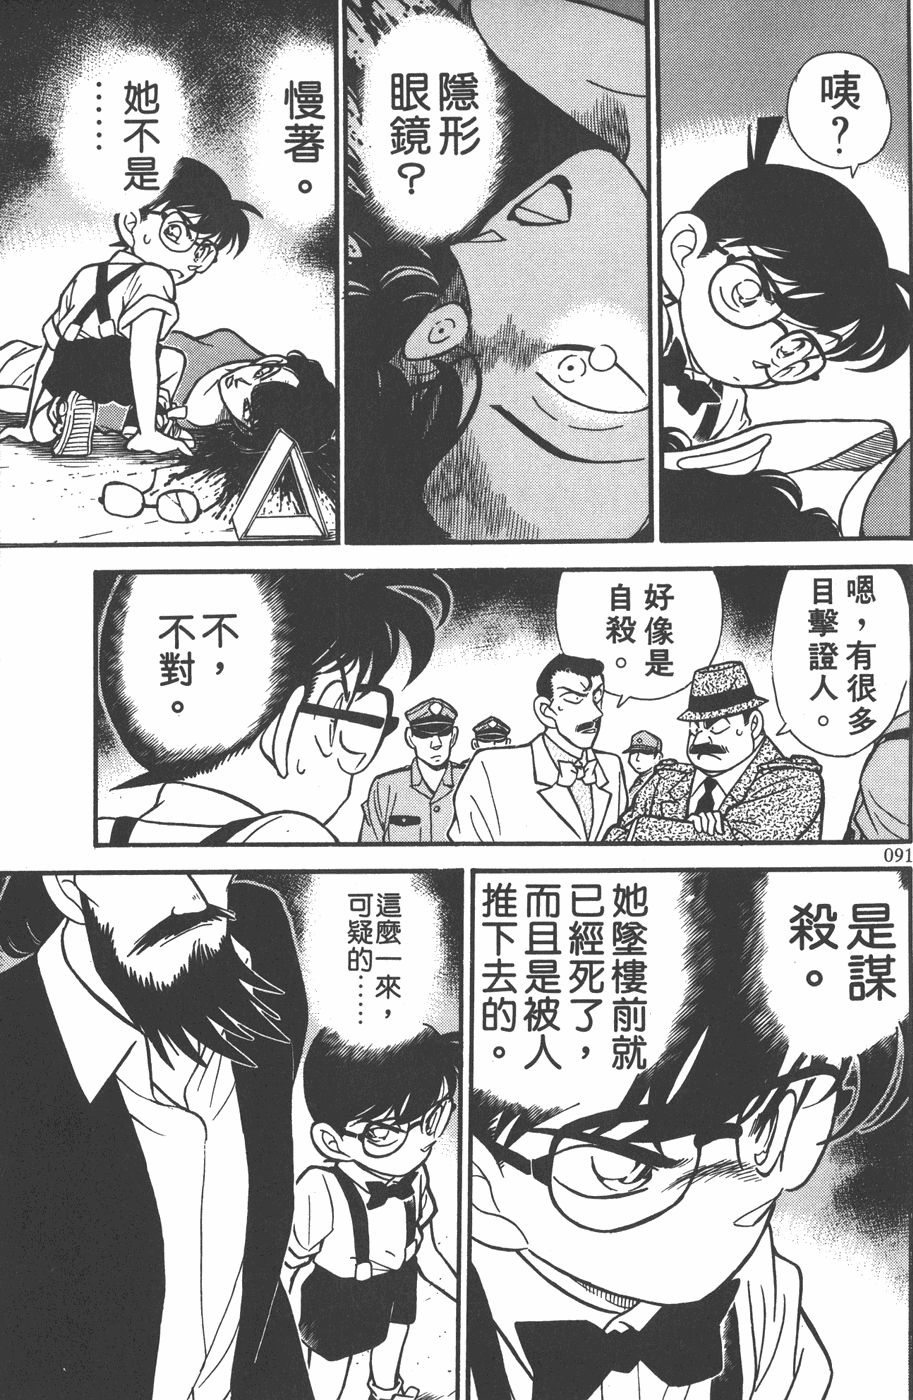 咦？
隱形
眼鏡？
慢著。
她不是
……
嗯，有很多
目擊證人。
好像是
自殺。
不，
不對。
091
是謀
殺。
她墜樓前就
已經死了，
而且是被人
推下去的。
這麼一來，
可疑的……